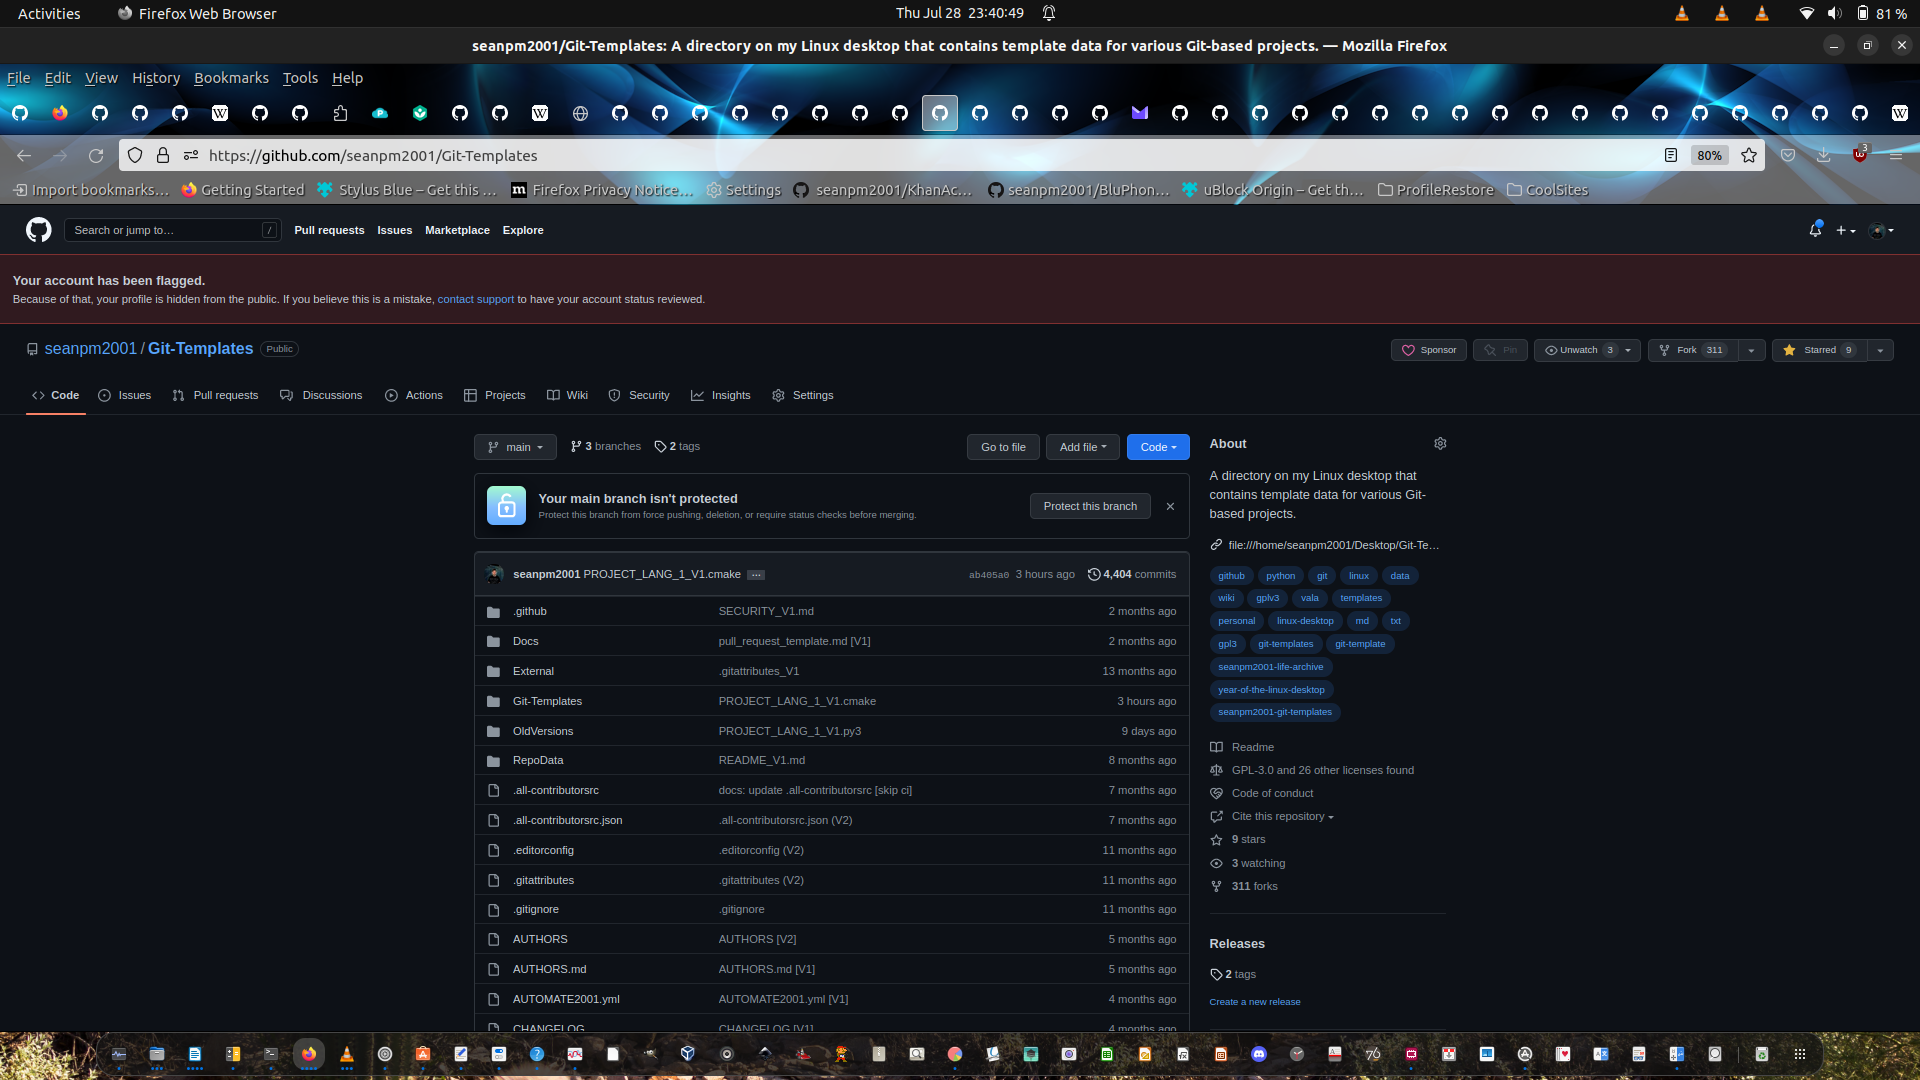 Activities Firefox Web Browser Thu Jul 28 23:40:49 81 %
seanpm2001/Git-Templates: A directory on my Linux desktop that contains template data for various Git-based projects. — Mozilla Firefox
File Edit View History Bookmarks Tools Help
https://github.com/seanpm2001/Git-Templates 80% 3
Import bookmarks… Getting Started Stylus Blue – Get this … Firefox Privacy Notice… Settings seanpm2001/KhanAc… seanpm2001/BluPhon… uBlock Origin – Get th… ProfileRestore CoolSites
Search or jump to… / Pull requests Issues Marketplace Explore
Your account has been flagged.
Because of that, your profile is hidden from the public. If you believe this is a mistake, contact support to have your account status reviewed.
seanpm2001 / Git-Templates Public Sponsor Pin Unwatch 3 Fork 311 Starred 9
Code Issues Pull requests Discussions Actions Projects Wiki Security Insights Settings
main 3 branches 2 tags Go to file Add file Code
Your main branch isn't protected
Protect this branch from force pushing, deletion, or require status checks before merging.
Protect this branch
seanpm2001 PROJECT_LANG_1_V1.cmake ... ab405a0 3 hours ago 4,404 commits
.github SECURITY_V1.md 2 months ago
Docs pull_request_template.md [V1] 2 months ago
External .gitattributes_V1 13 months ago
Git-Templates PROJECT_LANG_1_V1.cmake 3 hours ago
OldVersions PROJECT_LANG_1_V1.py3 9 days ago
RepoData README_V1.md 8 months ago
.all-contributorsrc docs: update .all-contributorsrc [skip ci] 7 months ago
.all-contributorsrc.json .all-contributorsrc.json (V2) 7 months ago
.editorconfig .editorconfig (V2) 11 months ago
.gitattributes .gitattributes (V2) 11 months ago
.gitignore .gitignore 11 months ago
AUTHORS AUTHORS [V2] 5 months ago
AUTHORS.md AUTHORS.md [V1] 5 months ago
AUTOMATE2001.yml AUTOMATE2001.yml [V1] 4 months ago
CHANGELOG CHANGELOG [V1] 4 months ago
About
A directory on my Linux desktop that
contains template data for various Git-
based projects.
file:///home/seanpm2001/Desktop/Git-Te…
github python git linux data
wiki gplv3 vala templates
personal linux-desktop md txt
gpl3 git-templates git-template
seanpm2001-life-archive
year-of-the-linux-desktop
seanpm2001-git-templates
Readme
GPL-3.0 and 26 other licenses found
Code of conduct
Cite this repository
9 stars
3 watching
311 forks
Releases
2 tags
Create a new release